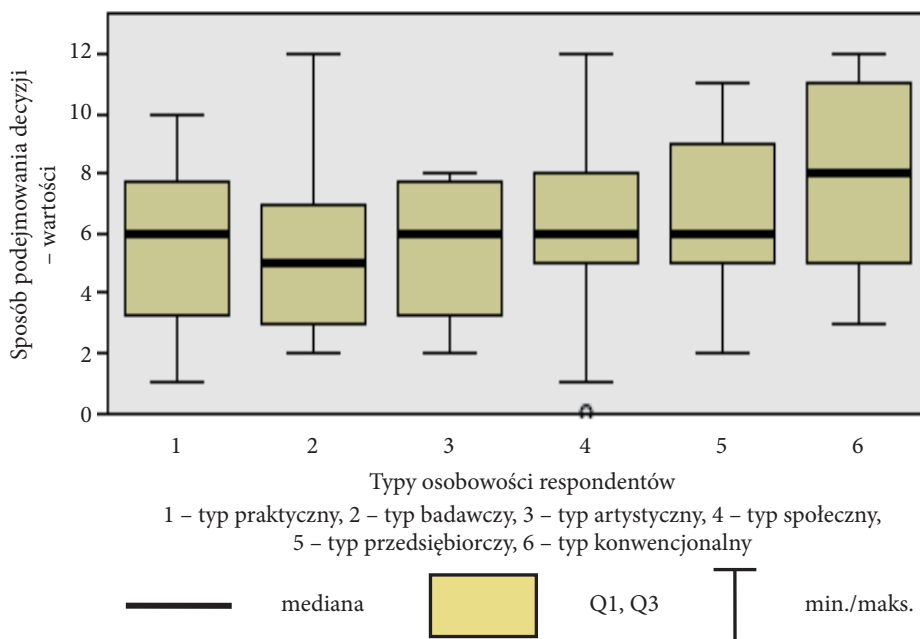 Sposób podejmowania decyzji
– wartości
12
10
8
6
4
2
0
1 2 3 4 5 6
Typy osobowości respondentów
1 – typ praktyczny, 2 – typ badawczy, 3 – typ artystyczny, 4 – typ społeczny,
5 – typ przedsiębiorczy, 6 – typ konwencjonalny
mediana Q1, Q3 min./maks.